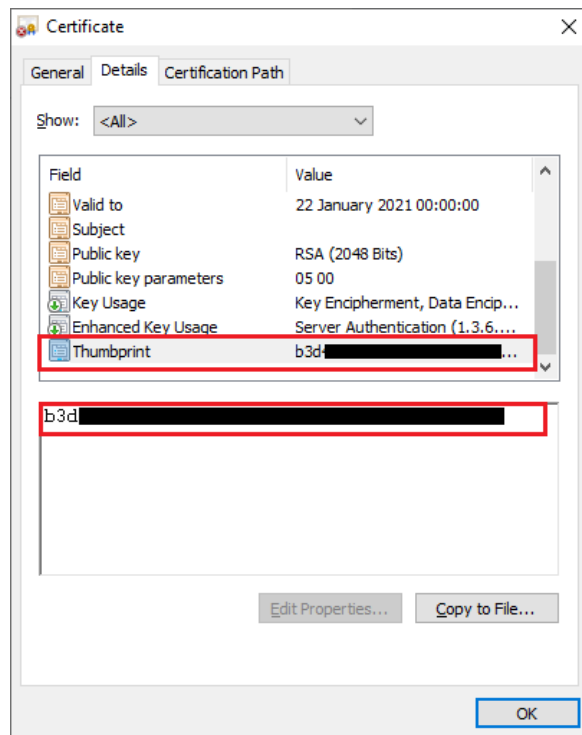 Certificate
General Details Certification Path
Show: <All>
Field Value
Valid to 22 January 2021 00:00:00
Subject
Public key RSA (2048 Bits)
Public key parameters 05 00
Key Usage Key Encipherment, Data Encip...
Enhanced Key Usage Server Authentication (1.3.6....
Thumbprint b3d ...
b3d
Edit Properties... Copy to File...
OK